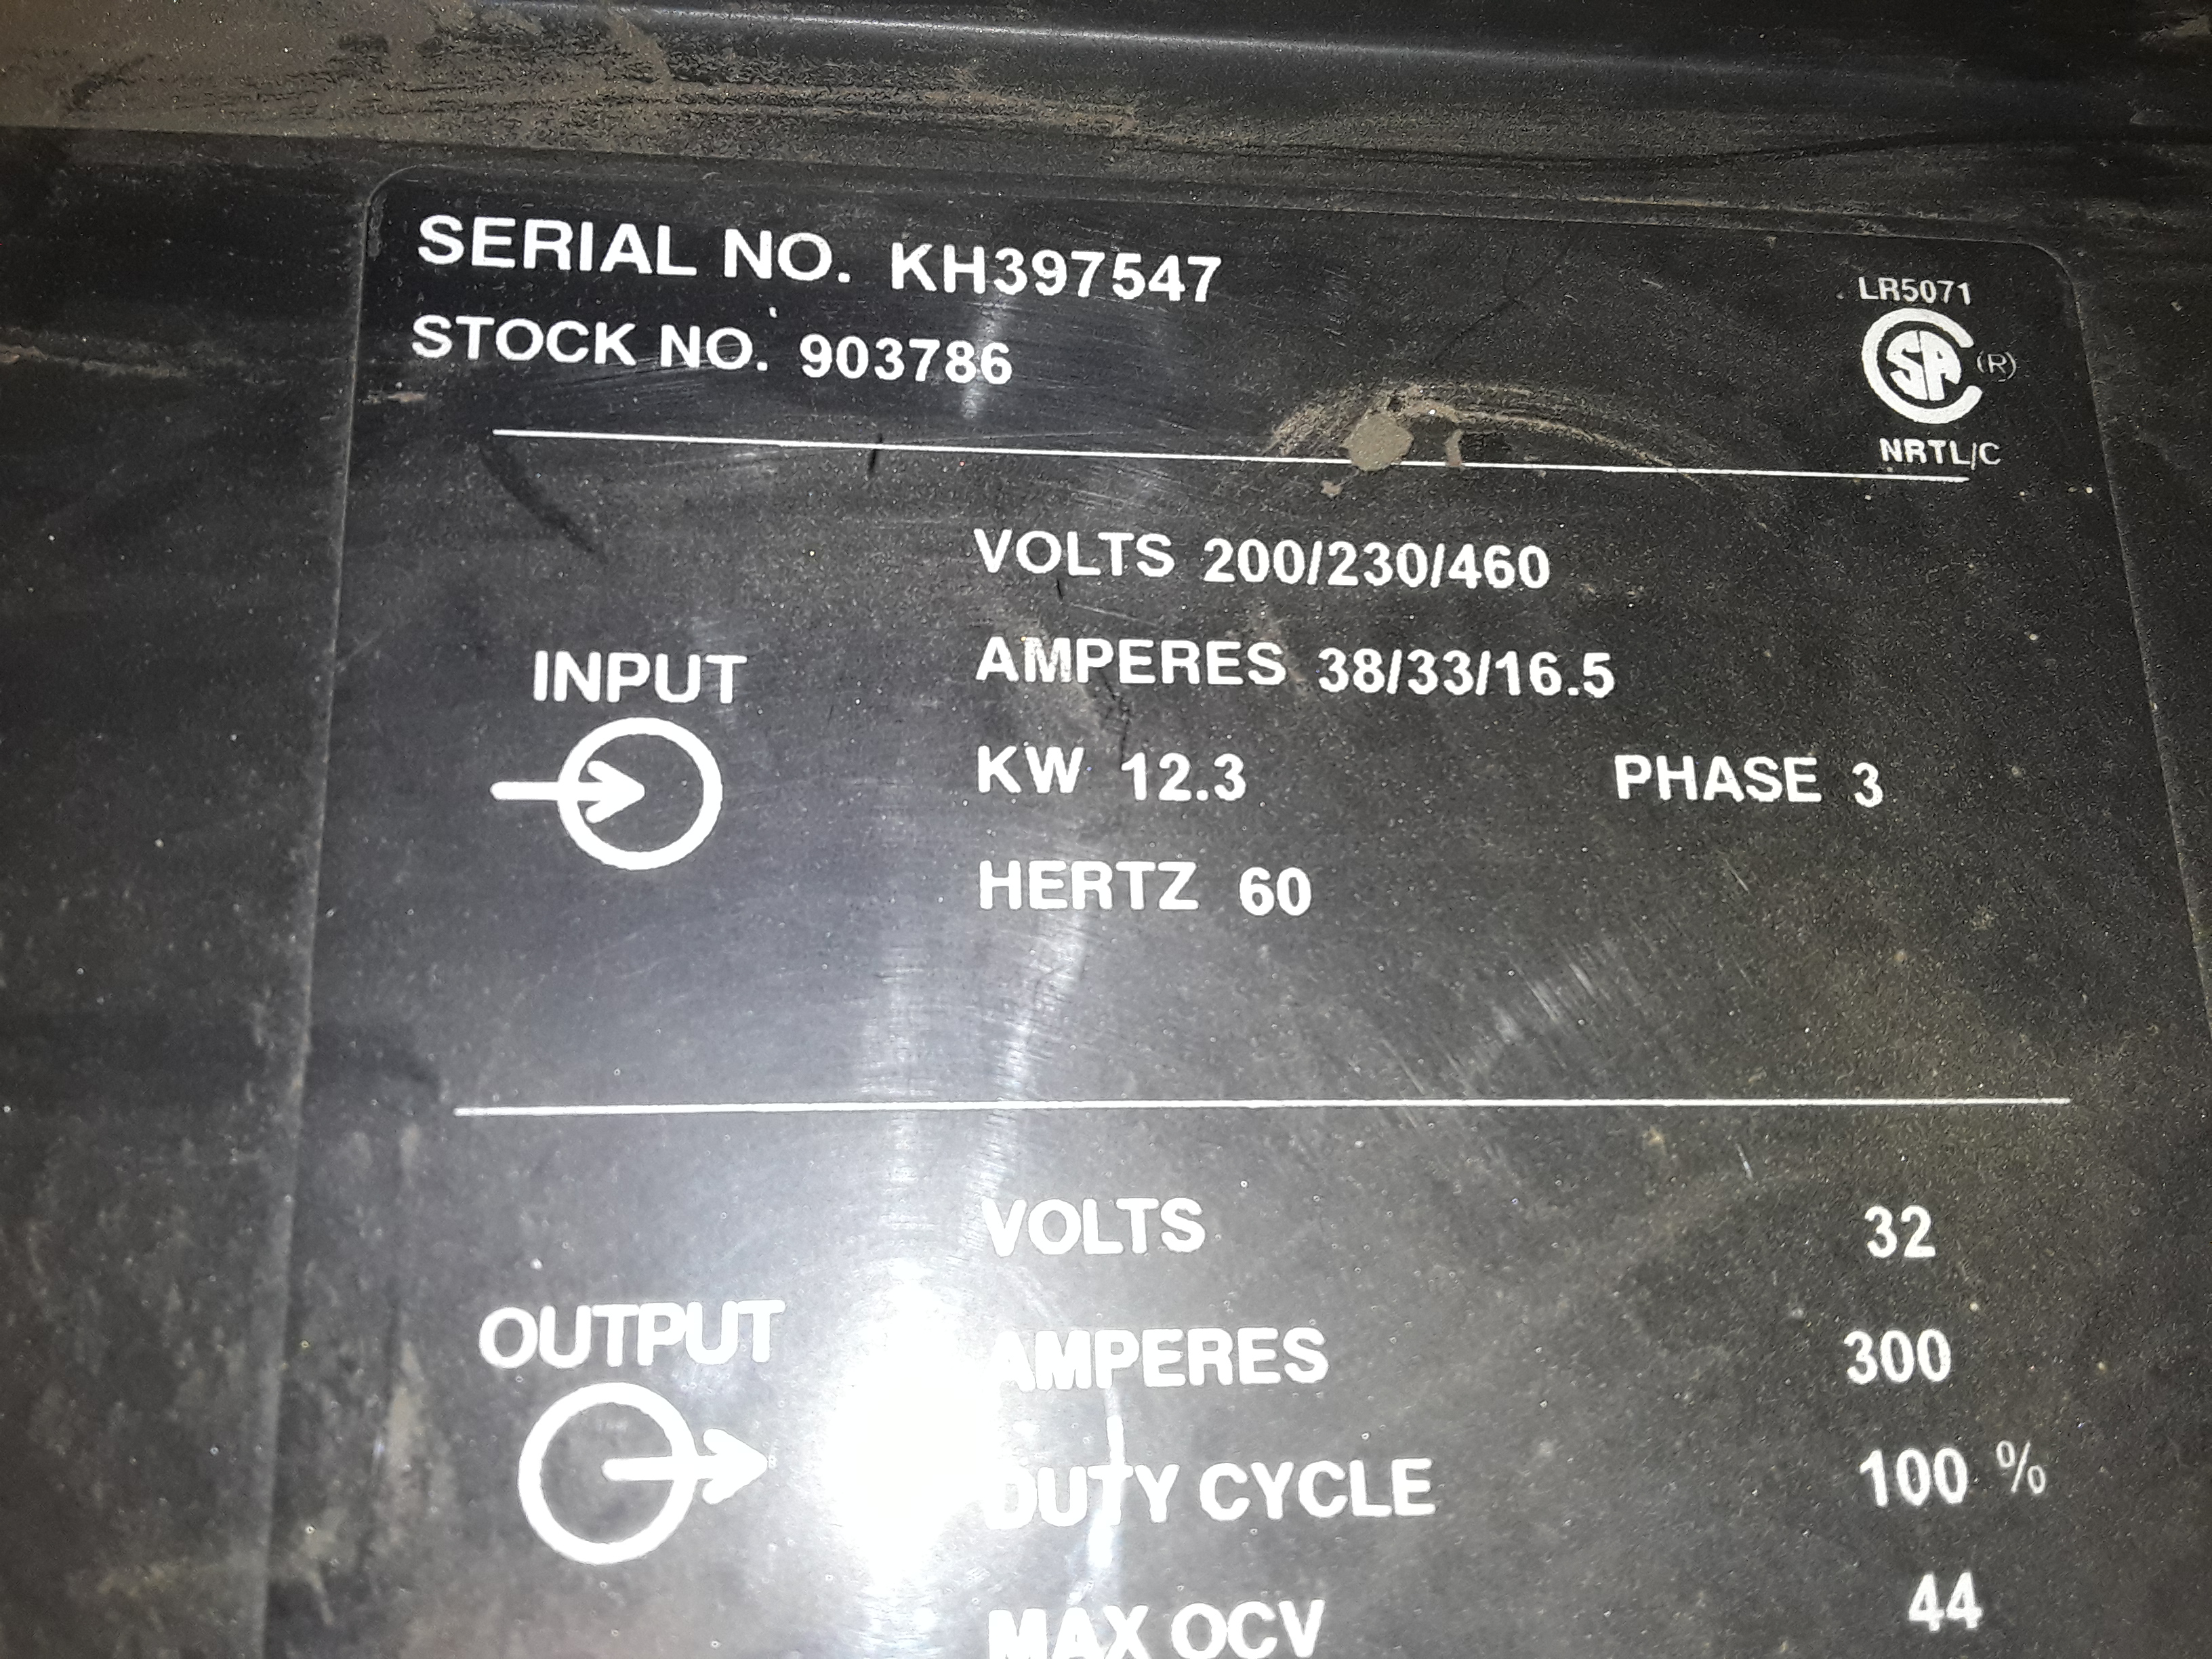 SERIAL NO. KH397547
STOCK NO. 903786
LR5071
CSA (R)
NRTL/C
INPUT
VOLTS 200/230/460
AMPERES 38/33/16.5
KW 12.3 PHASE 3
HERTZ 60
OUTPUT
VOLTS 32
AMPERES 300
DUTY CYCLE 100 %
MAX OCV 44